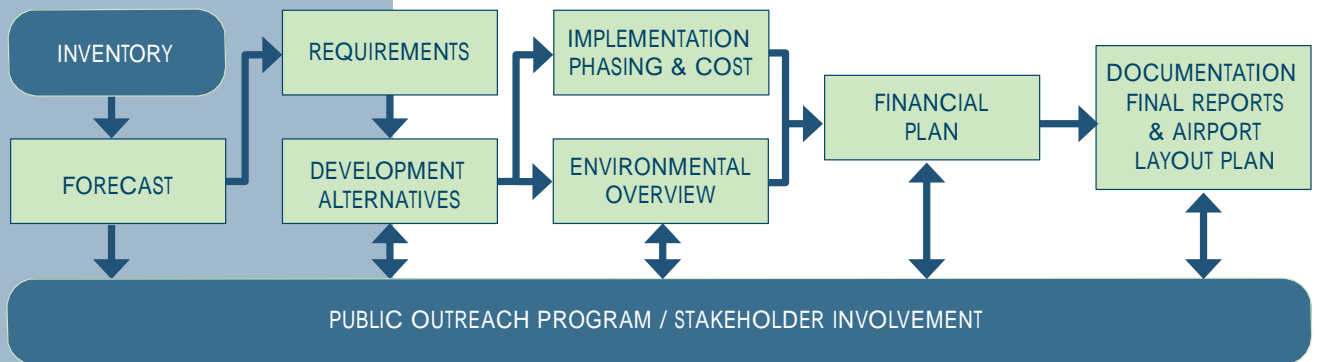 INVENTORY
FORECAST
REQUIREMENTS
DEVELOPMENT
ALTERNATIVES
IMPLEMENTATION
PHASING & COST
ENVIRONMENTAL
OVERVIEW
FINANCIAL
PLAN
DOCUMENTATION
FINAL REPORTS
& AIRPORT
LAYOUT PLAN
PUBLIC OUTREACH PROGRAM / STAKEHOLDER INVOLVEMENT